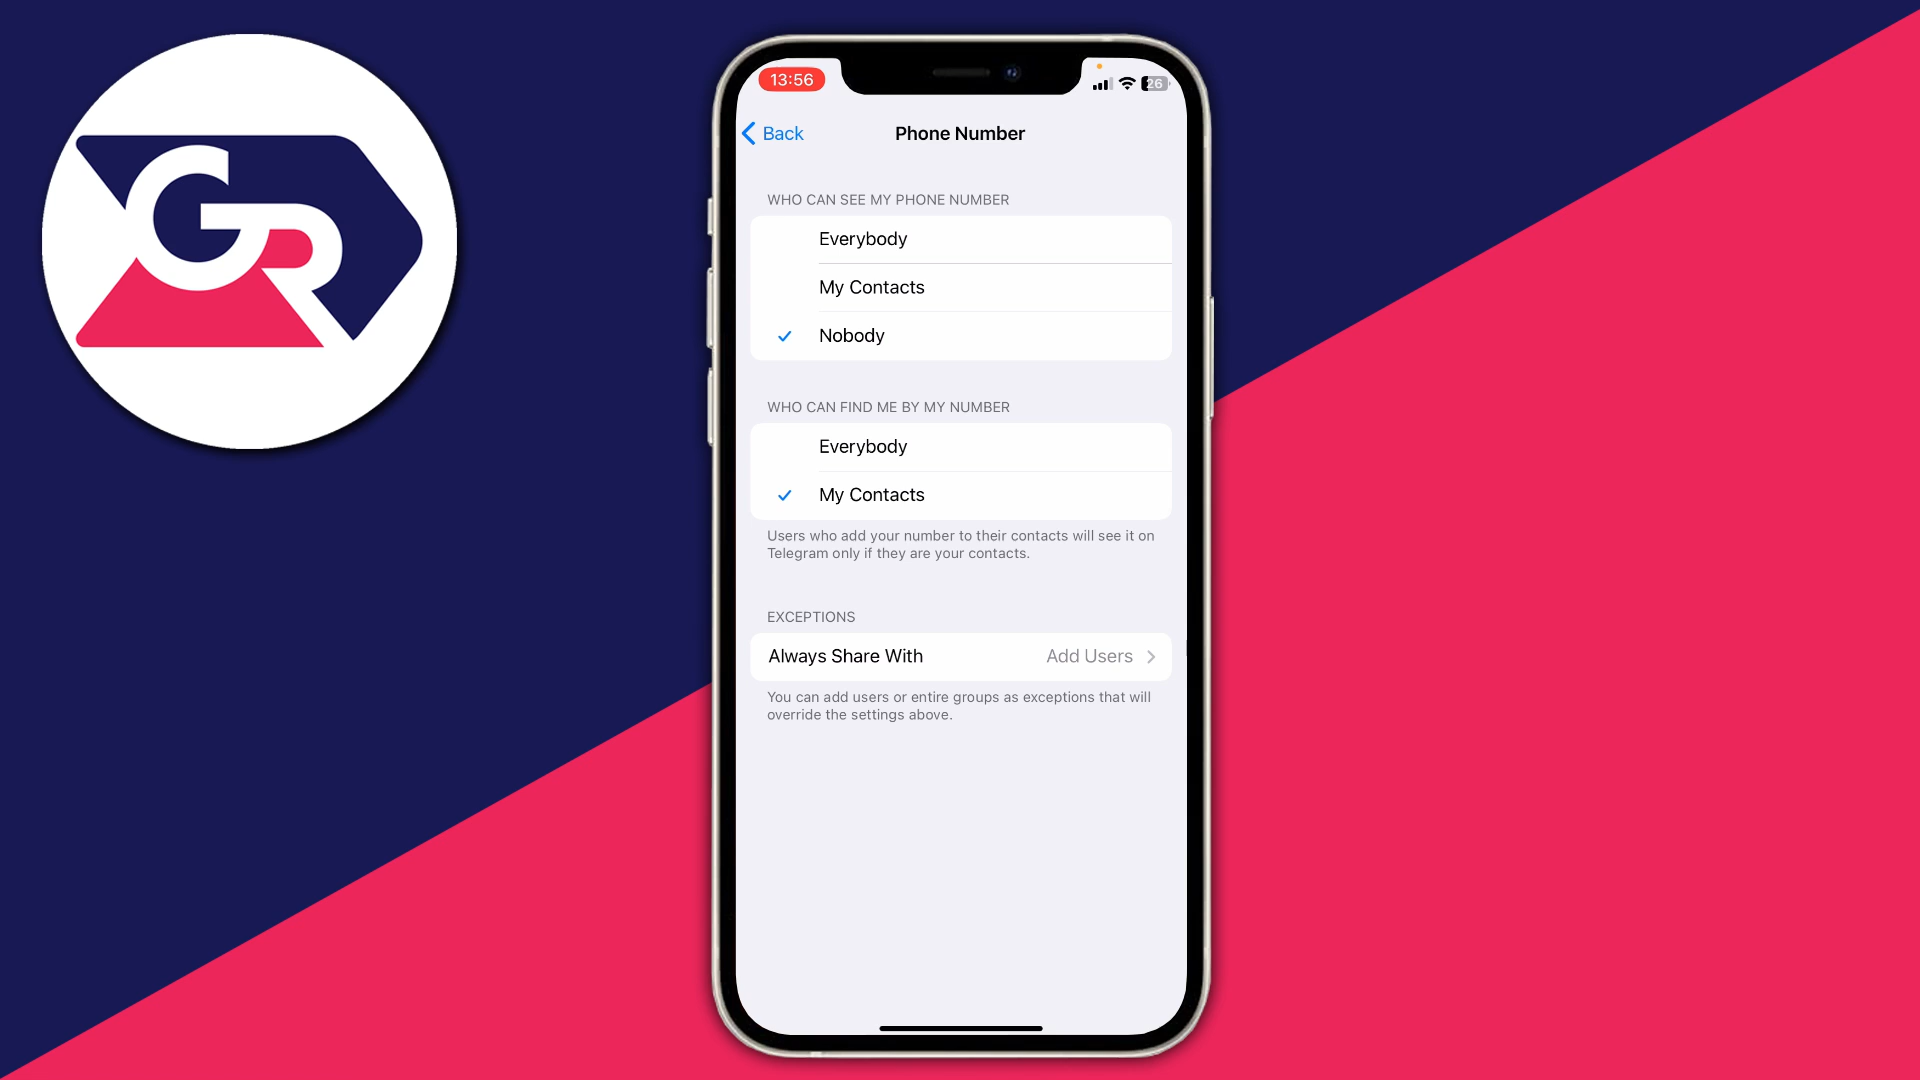 GR
13:56
26
Back
Phone Number
WHO CAN SEE MY PHONE NUMBER
Everybody
My Contacts
Nobody
WHO CAN FIND ME BY MY NUMBER
Everybody
My Contacts
Users who add your number to their contacts will see it on
Telegram only if they are your contacts.
EXCEPTIONS
Always Share With Add Users
You can add users or entire groups as exceptions that will
override the settings above.